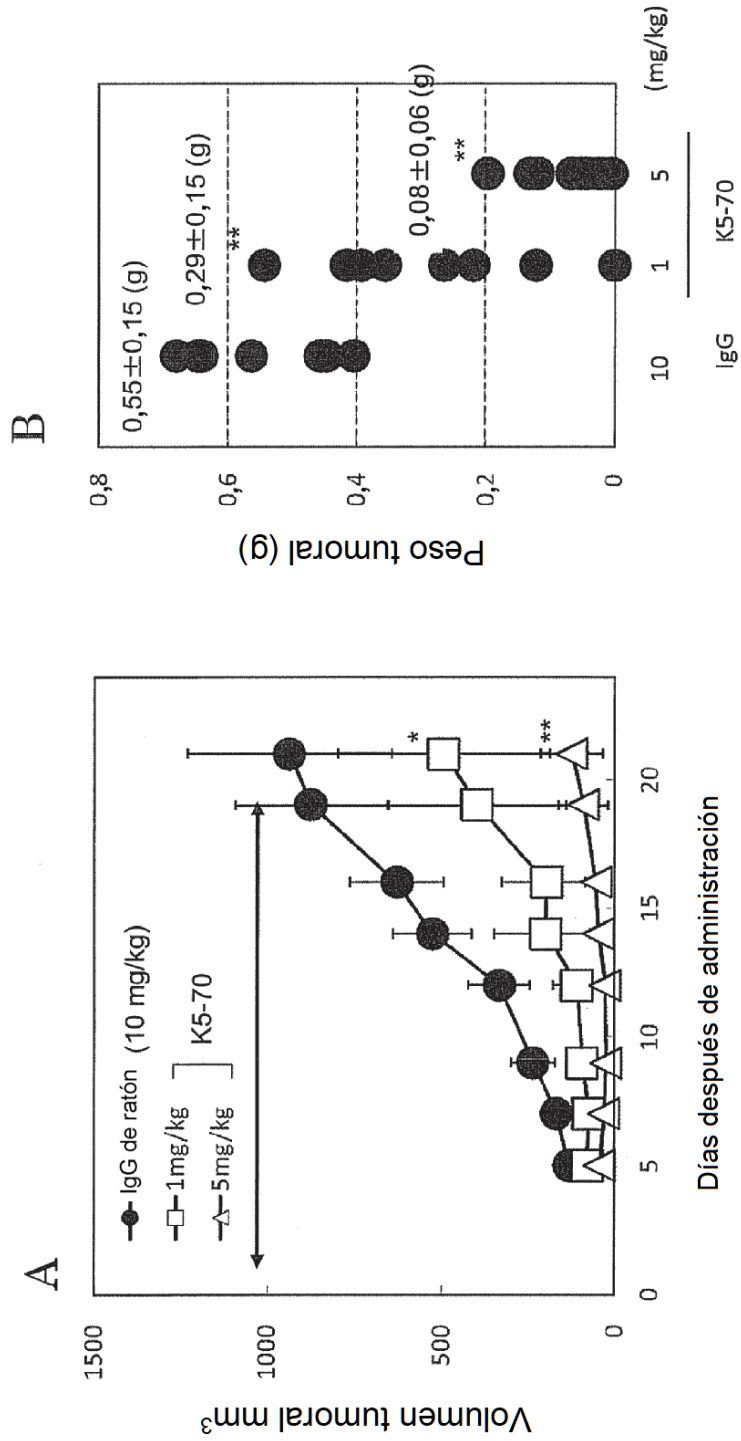 A
Volumen tumoral mm³
1500
1000
500
0
IgG de ratón (10 mg/kg)
1mg/kg
5mg/kg
K5-70
*
**
0
5
10
15
20
Días después de administración
B
Peso tumoral (g)
0,8
0,6
0,4
0,2
0
0,55±0,15 (g)
0,29±0,15 (g)
**
0,08±0,06 (g)
**
10
1
5
(mg/kg)
IgG
K5-70